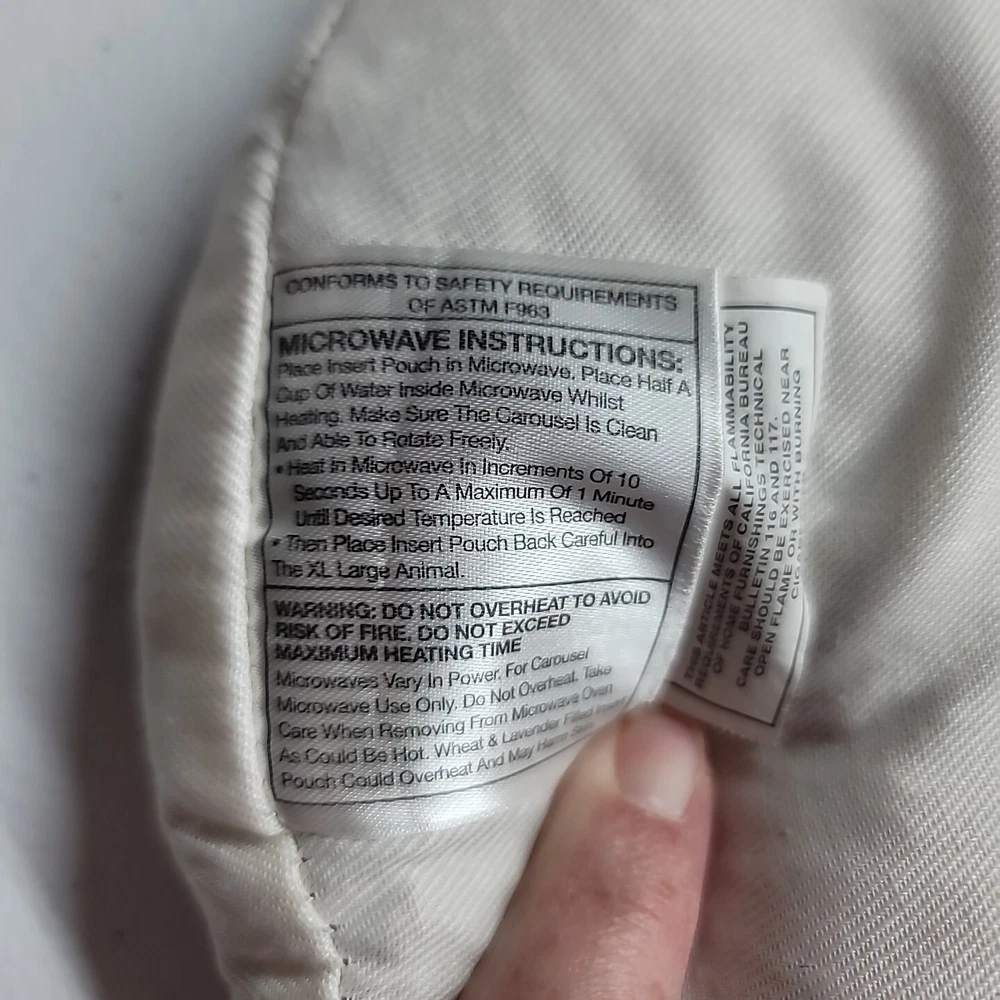 CONFORMS TO SAFETY REQUIREMENTS
OF ASTM F963
MICROWAVE INSTRUCTIONS:
Place Insert Pouch in Microwave, Place Half A
Cup Of Water Inside Microwave Whilst
Heating. Make Sure The Carousel Is Clean
And Able To Rotate Freely.
• Heat in Microwave in Increments Of 10
Seconds Up To A Maximum Of 1 Minute
Until Desired Temperature Is Reached
• Then Place Insert Pouch Back Careful Into
The XL Large Animal.
WARNING: DO NOT OVERHEAT TO AVOID
RISK OF FIRE. DO NOT EXCEED
MAXIMUM HEATING TIME
Microwaves Vary In Power. For Carousel
Microwave Use Only. Do Not Overheat. Take
Care When Removing From Microwave Oven
As Could Be Hot. Wheat & Lavender Filled Insert
Pouch Could Overheat And May Harm
THIS ARTICLE MEETS ALL FLAMMABILITY
REQUIREMENTS OF CALIFORNIA BUREAU
OF HOME FURNISHINGS TECHNICAL
BULLETIN 116 AND 117.
CARE SHOULD BE EXERCISED NEAR
OPEN FLAME OR WITH BURNING